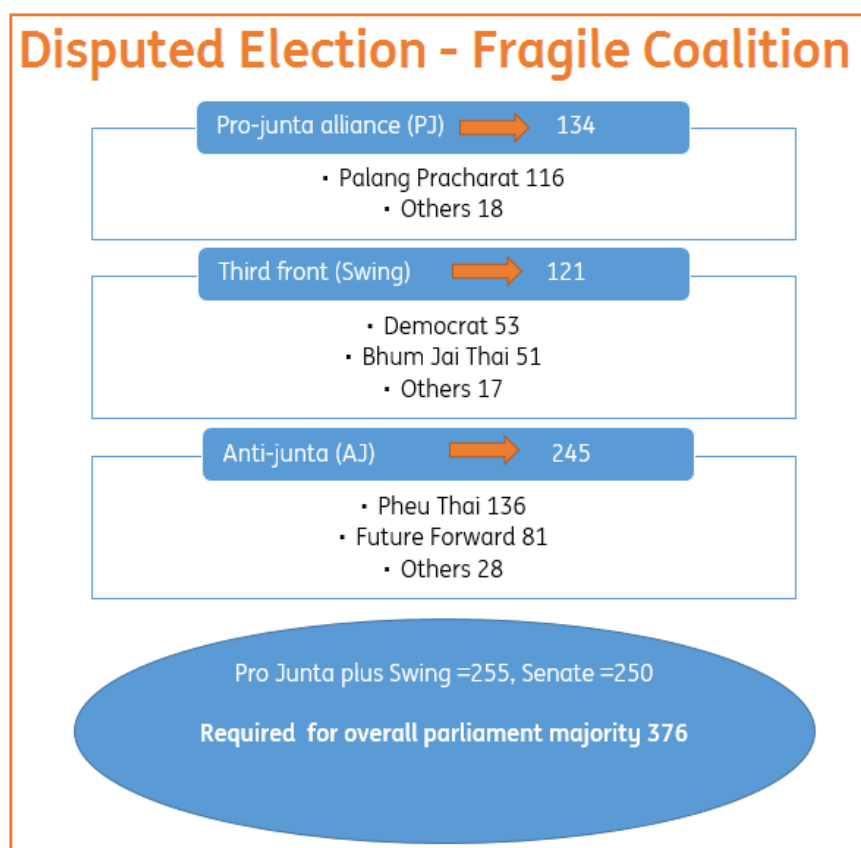 Disputed Election - Fragile Coalition
Pro-junta alliance (PJ) 134
▪ Palang Pracharat 116
▪ Others 18
Third front (Swing) 121
▪ Democrat 53
▪ Bhum Jai Thai 51
▪ Others 17
Anti-junta (AJ) 245
▪ Pheu Thai 136
▪ Future Forward 81
▪ Others 28
Pro Junta plus Swing =255, Senate =250
Required for overall parliament majority 376